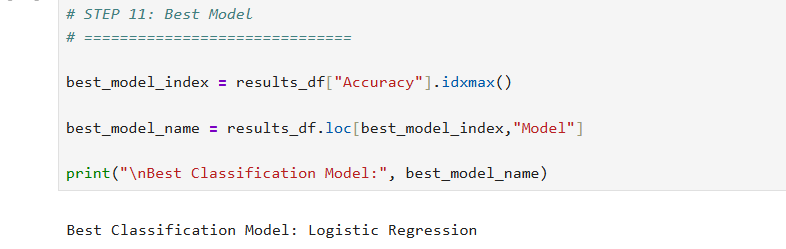 # STEP 11: Best Model
# ==============================
best_model_index = results_df["Accuracy"].idxmax()
best_model_name = results_df.loc[best_model_index,"Model"]
print("\nBest Classification Model:", best_model_name)
Best Classification Model: Logistic Regression